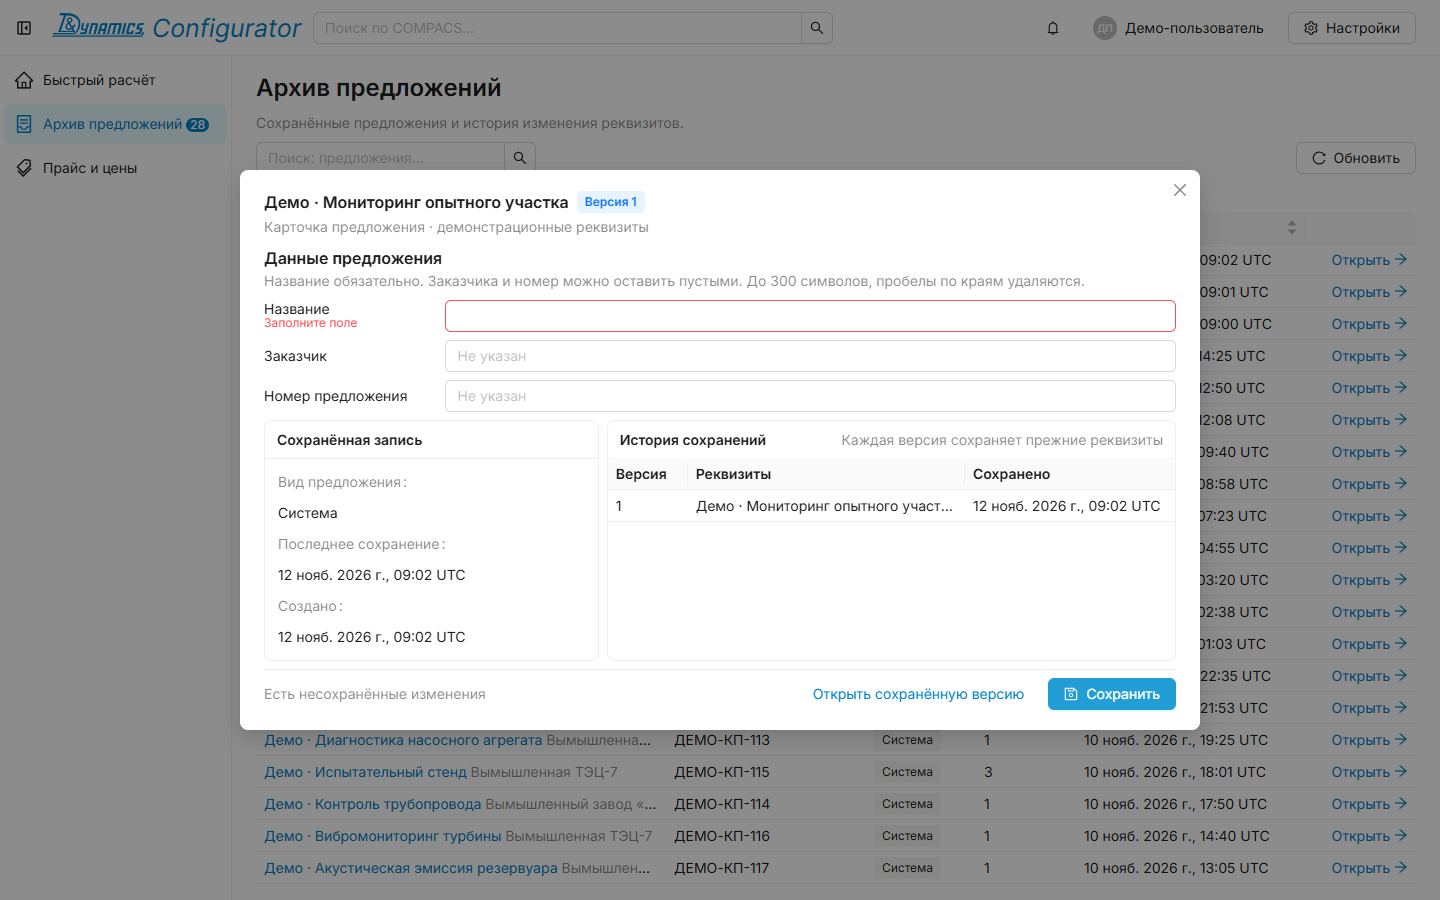 DYNAMICS Configurator
Поиск по COMPACS...
ДП Демо-пользователь
Настройки
Быстрый расчёт
Архив предложений 28
Прайс и цены
Архив предложений
Сохранённые предложения и история изменения реквизитов.
Поиск: предложения...
Обновить
Демо · Мониторинг опытного участка Версия 1
Карточка предложения · демонстрационные реквизиты
Данные предложения
Название обязательно. Заказчика и номер можно оставить пустыми. До 300 символов, пробелы по краям удаляются.
Название
Заполните поле
Заказчик Не указан
Номер предложения Не указан
Сохранённая запись
Вид предложения:
Система
Последнее сохранение:
12 нояб. 2026 г., 09:02 UTC
Создано:
12 нояб. 2026 г., 09:02 UTC
История сохранений Каждая версия сохраняет прежние реквизиты
Версия Реквизиты Сохранено
1 Демо · Мониторинг опытного участ... 12 нояб. 2026 г., 09:02 UTC
Есть несохранённые изменения
Открыть сохранённую версию
Сохранить
09:02 UTC Открыть
09:01 UTC Открыть
09:00 UTC Открыть
14:25 UTC Открыть
12:50 UTC Открыть
12:08 UTC Открыть
09:40 UTC Открыть
08:58 UTC Открыть
07:23 UTC Открыть
04:55 UTC Открыть
03:20 UTC Открыть
02:38 UTC Открыть
01:03 UTC Открыть
22:35 UTC Открыть
21:53 UTC Открыть
Демо · Диагностика насосного агрегата Вымышленна... ДЕМО-КП-113 Система 1 10 нояб. 2026 г., 19:25 UTC Открыть
Демо · Испытательный стенд Вымышленная ТЭЦ-7 ДЕМО-КП-115 Система 3 10 нояб. 2026 г., 18:01 UTC Открыть
Демо · Контроль трубопровода Вымышленный завод «... ДЕМО-КП-114 Система 1 10 нояб. 2026 г., 17:50 UTC Открыть
Демо · Вибромониторинг турбины Вымышленная ТЭЦ-7 ДЕМО-КП-116 Система 1 10 нояб. 2026 г., 14:40 UTC Открыть
Демо · Акустическая эмиссия резервуара Вымышлен... ДЕМО-КП-117 Система 1 10 нояб. 2026 г., 13:05 UTC Открыть